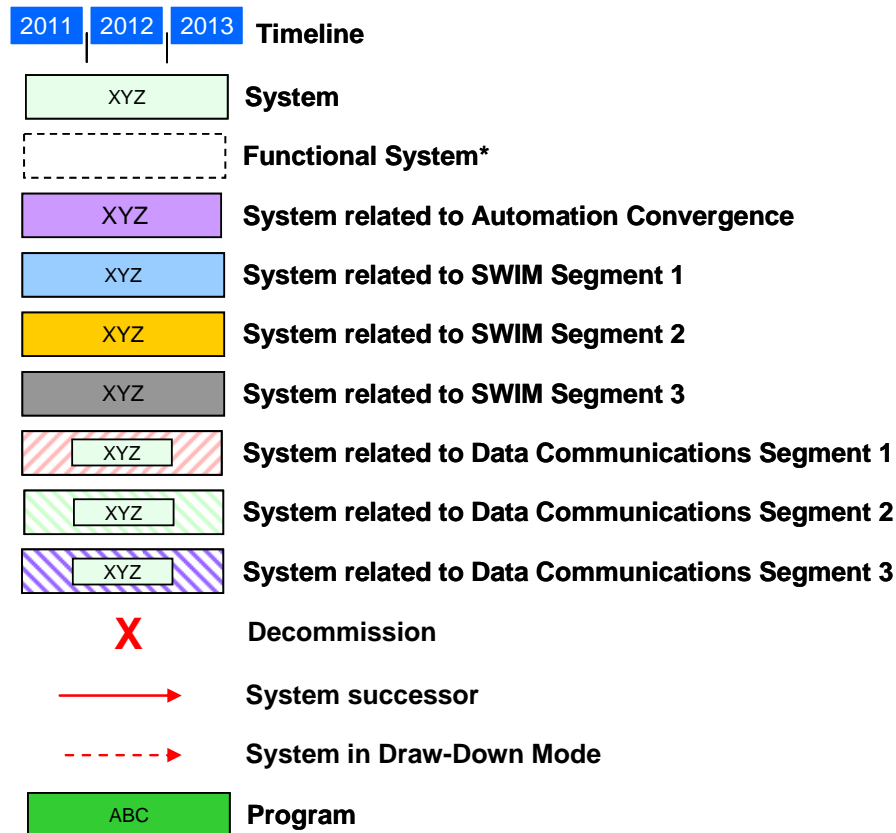 2011 2012 2013 Timeline
XYZ System
Functional System*
XYZ System related to Automation Convergence
XYZ System related to SWIM Segment 1
XYZ System related to SWIM Segment 2
XYZ System related to SWIM Segment 3
XYZ System related to Data Communications Segment 1
XYZ System related to Data Communications Segment 2
XYZ System related to Data Communications Segment 3
X Decommission
System successor
System in Draw-Down Mode
ABC Program